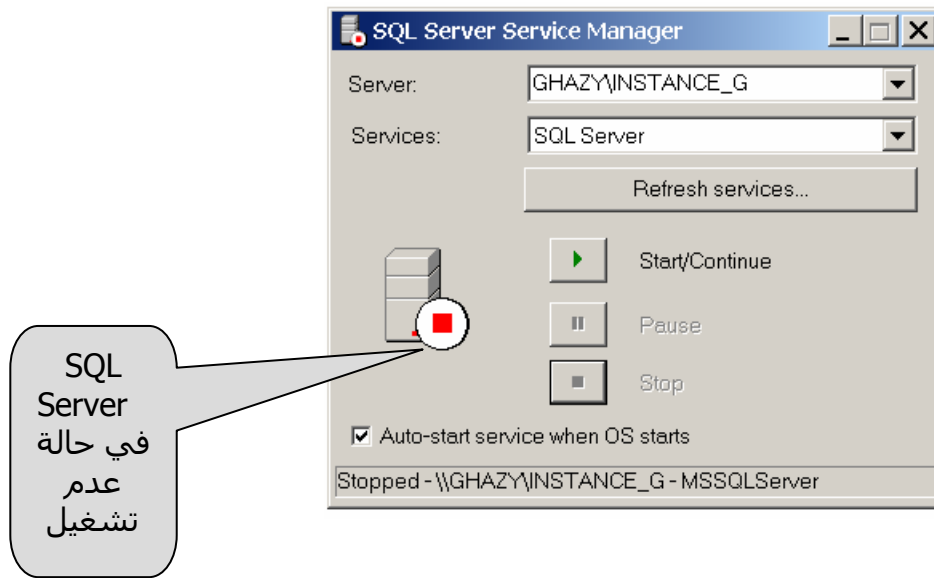 SQL Server Service Manager
Server:
GHAZY\INSTANCE_G
Services:
SQL Server
Refresh services...
Start/Continue
Pause
Stop
Auto-start service when OS starts
Stopped - \\GHAZY\INSTANCE_G - MSSQLServer
SQL
Server
في حالة
عدم
تشغيل